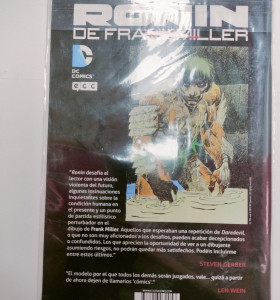 RONIN
DE FRANK MILLER
DC COMICS
ecc
"Ronin desafía al
lector con una visión
violenta del futuro,
algunas insinuaciones
inquietantes sobre la
condición humana en
el presente y un punto
de partida estilístico
perturbador en el
dibujo de Frank Miller. Aquellos que esperaban una repetición de Daredevil,
o que no son muy aficionados a los desafíos, pueden acabar decepcionados
o confundidos. Los que aprecien la oportunidad de ver a un dibujante
asumiendo riesgos, no podrán quedar más satisfechos. Podéis incluirme
entre estos últimos."
STEVEN GERBER
"El modelo por el que todos los demás serán juzgados, vale... quizá a partir
de ahora dejen de llamarlos 'cómics'."
LEN WEIN